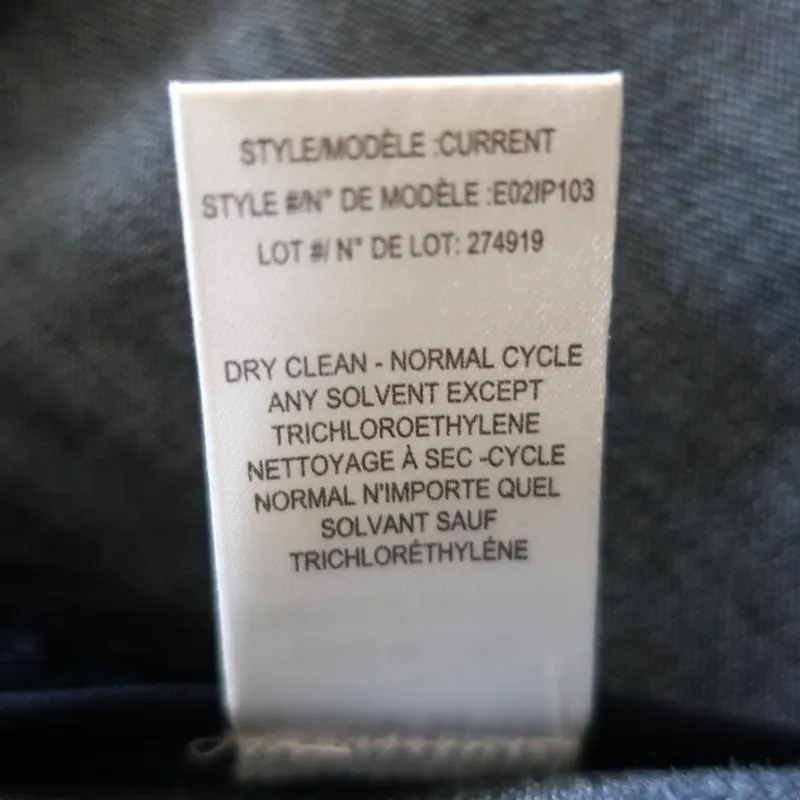 STYLE/MODÈLE :CURRENT
STYLE #/N° DE MODÈLE :E02IP103
LOT #/ N° DE LOT: 274919
DRY CLEAN - NORMAL CYCLE
ANY SOLVENT EXCEPT
TRICHLOROETHYLENE
NETTOYAGE À SEC -CYCLE
NORMAL N'IMPORTE QUEL
SOLVANT SAUF
TRICHLORÉTHYLÉNE